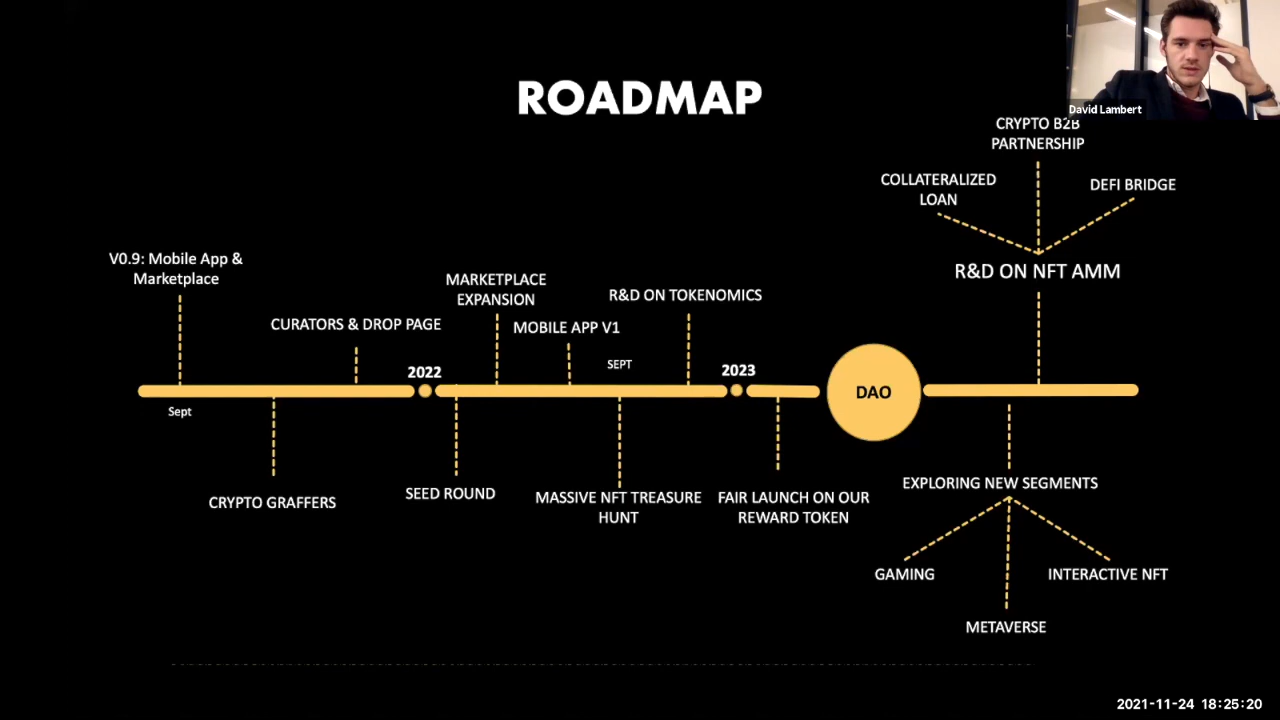 ROADMAP
David Lambert
CRYPTO B2B
PARTNERSHIP
COLLATERALIZED
LOAN
DEFI BRIDGE
R&D ON NFT AMM
V0.9: Mobile App &
Marketplace
CURATORS & DROP PAGE
MARKETPLACE
EXPANSION
MOBILE APP V1
R&D ON TOKENOMICS
SEPT
2022
2023
DAO
Sept
CRYPTO GRAFFERS
SEED ROUND
MASSIVE NFT TREASURE
HUNT
FAIR LAUNCH ON OUR
REWARD TOKEN
EXPLORING NEW SEGMENTS
GAMING
INTERACTIVE NFT
METAVERSE
2021-11-24 18:25:20